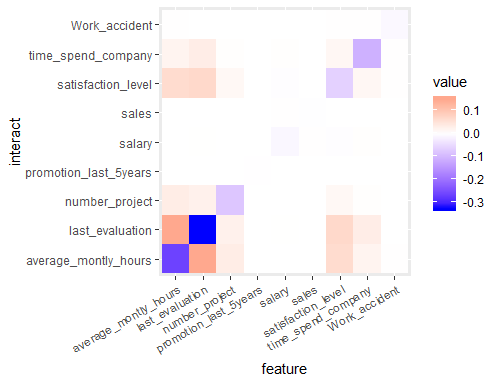 Work_accident
time_spend_company
satisfaction_level
sales
salary
promotion_last_5years
number_project
last_evaluation
average_montly_hours
interact
average_montly_hours
last_evaluation
number_project
promotion_last_5years
salary
sales
satisfaction_level
time_spend_company
Work_accident
feature
value
0.1
0.0
-0.1
-0.2
-0.3